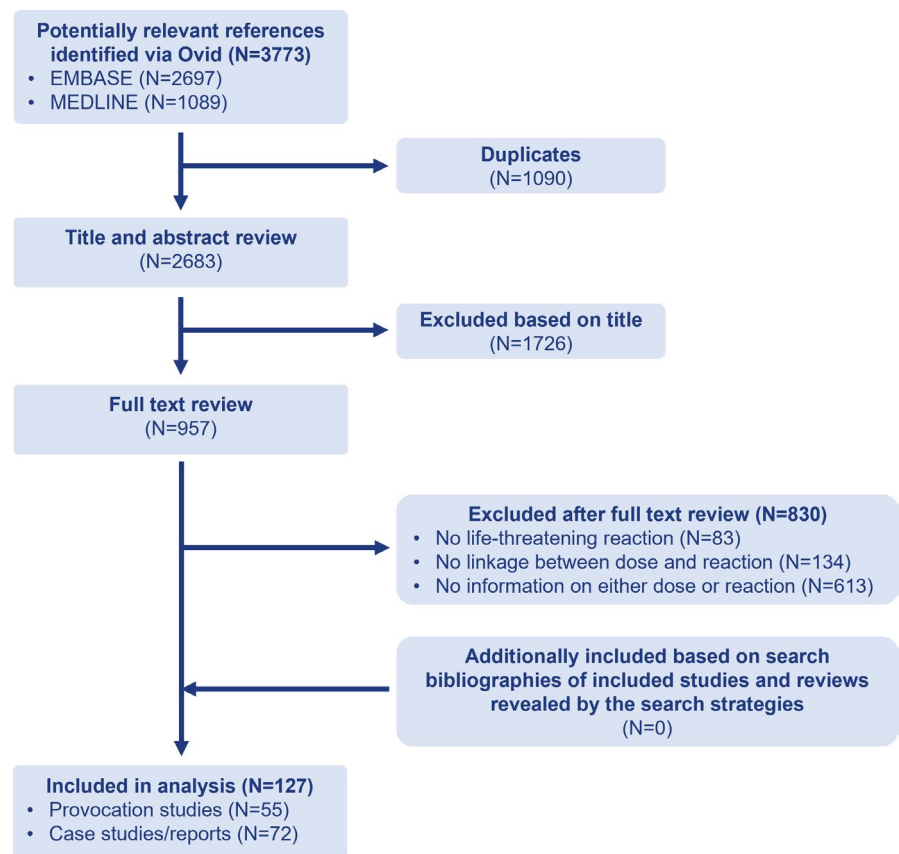 Potentially relevant references
identified via Ovid (N=3773)
• EMBASE (N=2697)
• MEDLINE (N=1089)
Duplicates
(N=1090)
Title and abstract review
(N=2683)
Excluded based on title
(N=1726)
Full text review
(N=957)
Excluded after full text review (N=830)
• No life-threatening reaction (N=83)
• No linkage between dose and reaction (N=134)
• No information on either dose or reaction (N=613)
Additionally included based on search
bibliographies of included studies and reviews
revealed by the search strategies
(N=0)
Included in analysis (N=127)
• Provocation studies (N=55)
• Case studies/reports (N=72)